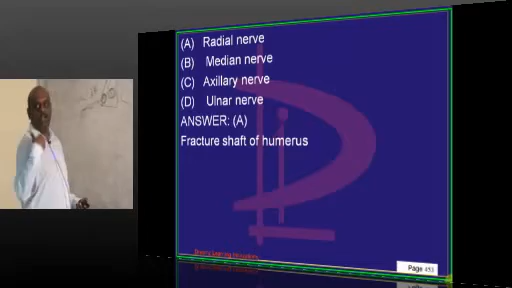 (A) Radial nerve
(B) Median nerve
(C) Axillary nerve
(D) Ulnar nerve
ANSWER: (A)
Fracture shaft of humerus
Page 453